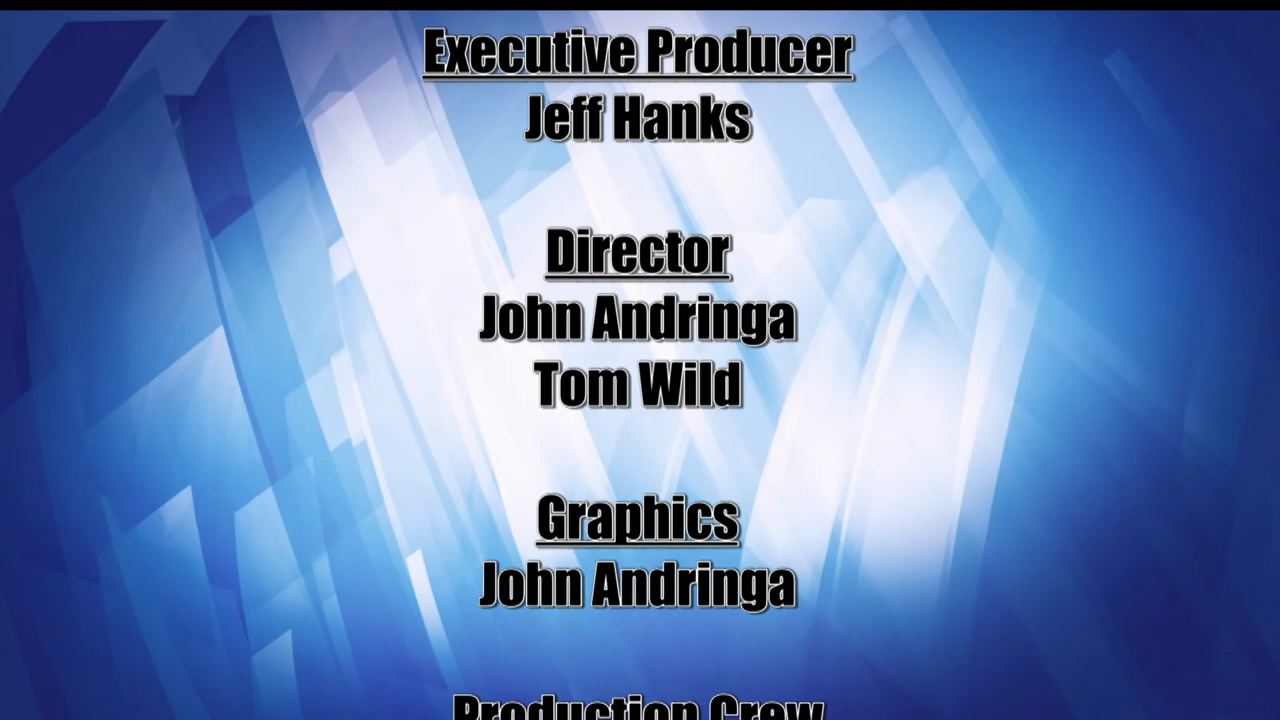 Executive Producer
Jeff Hanks
Director
John Andringa
Tom Wild
Graphics
John Andringa
Production Crew